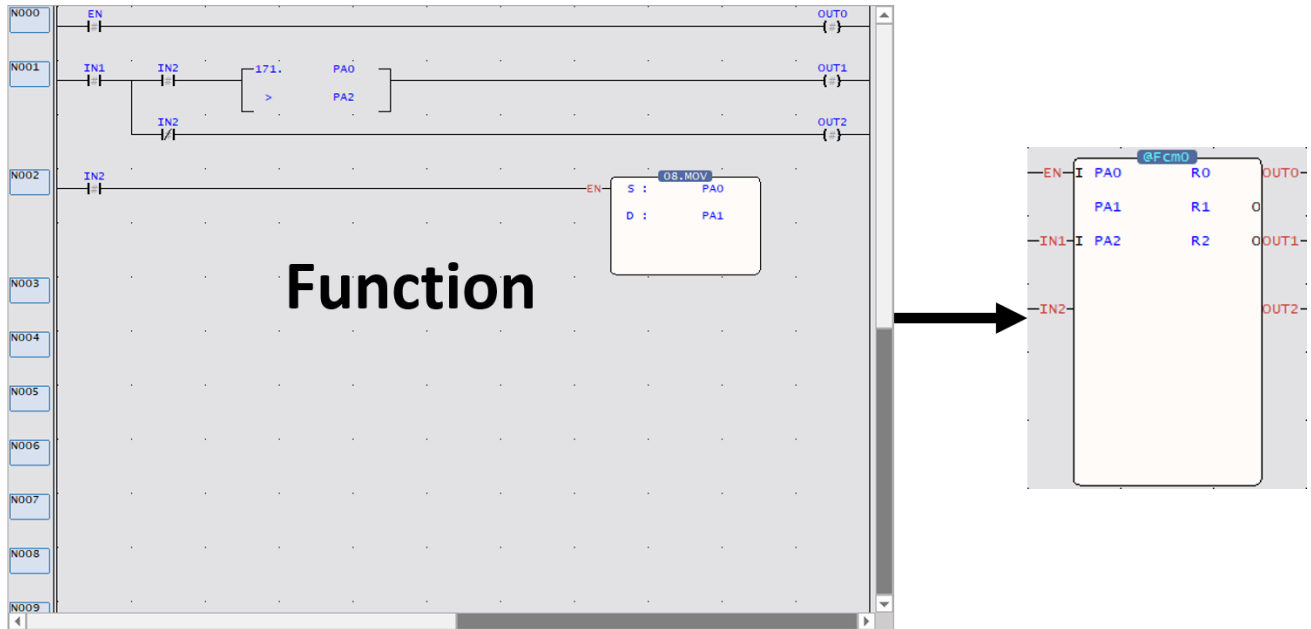 N000 EN OUT0
N001 IN1 IN2 171. PA0 OUT1
> PA2
IN2 OUT2
N002 IN2 EN 08.MOV
S : PA0
D : PA1
N003
Function
N004
N005
N006
N007
N008
N009
@Fcm0
EN I PA0 R0 OUT0
PA1 R1 O
IN1 I PA2 R2 O OUT1
IN2 OUT2